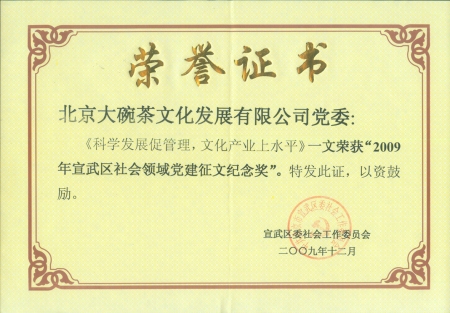 荣誉证书
北京大碗茶文化发展有限公司党委:
《科学发展促管理,文化产业上水平》一文荣获“2009
年宣武区社会领域党建征文纪念奖”。特发此证,以资鼓
励。
宣武区委社会工作委员会
二〇〇九年十二月